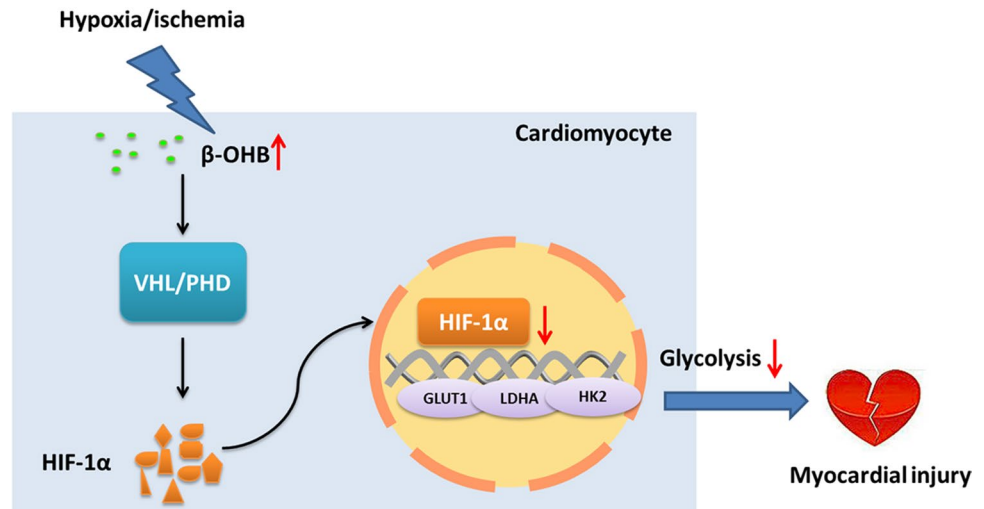 Hypoxia/ischemia
Cardiomyocyte
β-OHB
VHL/PHD
HIF-1α
HIF-1α
GLUT1
LDHA
HK2
Glycolysis
Myocardial injury